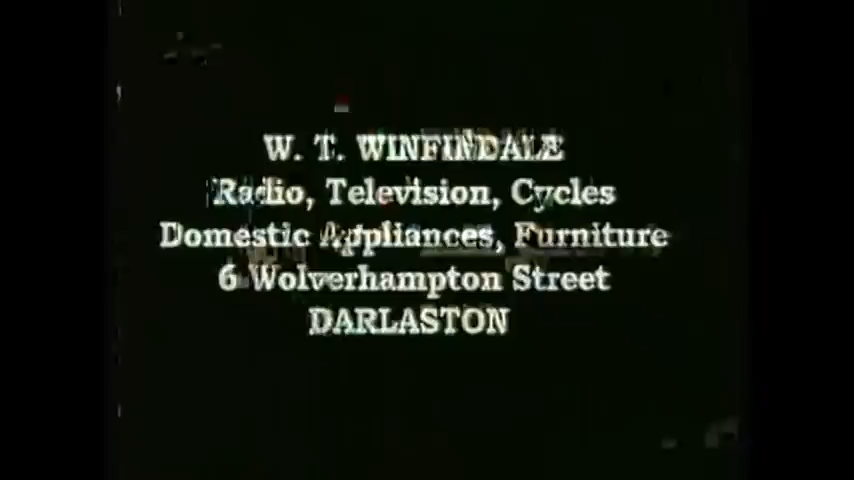 W. T. WINFINDALE
Radio, Television, Cycles
Domestic Appliances, Furniture
6 Wolverhampton Street
DARLASTON